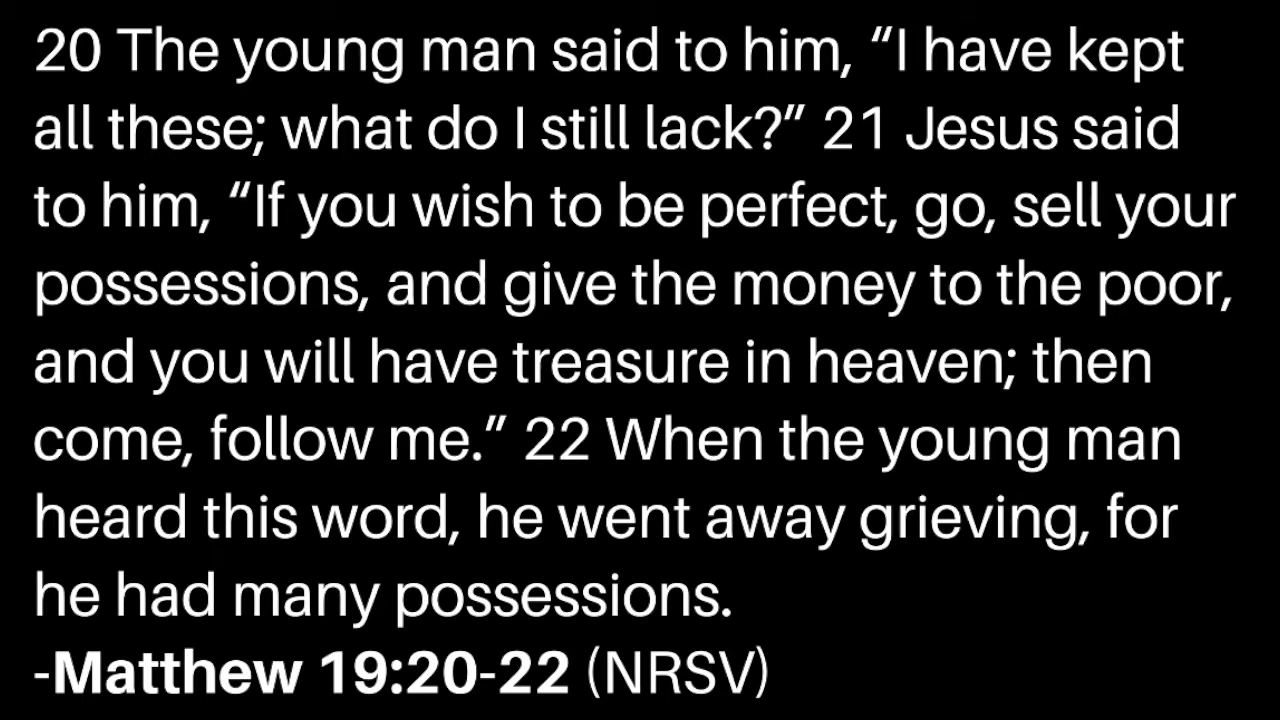 20 The young man said to him, “I have kept
all these; what do I still lack?” 21 Jesus said
to him, “If you wish to be perfect, go, sell your
possessions, and give the money to the poor,
and you will have treasure in heaven; then
come, follow me.” 22 When the young man
heard this word, he went away grieving, for
he had many possessions.
-Matthew 19:20-22 (NRSV)